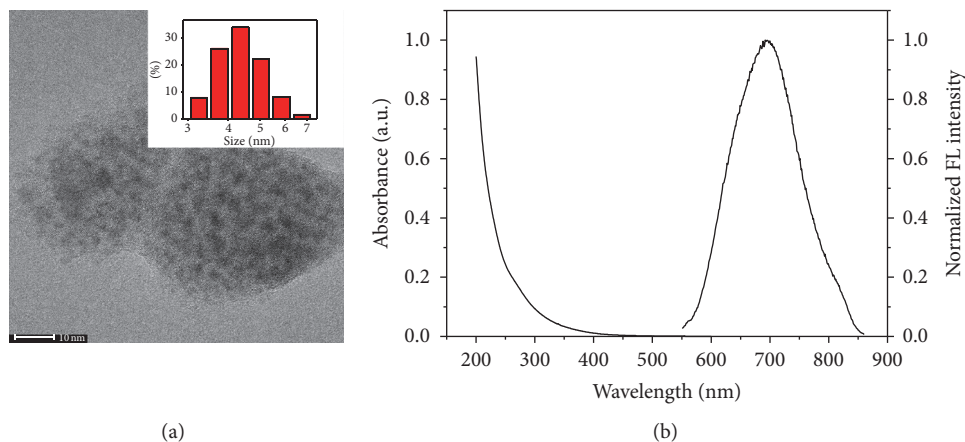 30
20
10
0
(%)
3 4 5 6 7
Size (nm)
10 nm
(a)
1.0
0.8
0.6
0.4
0.2
0.0
Absorbance (a.u.)
200 300 400 500 600 700 800 900
Wavelength (nm)
1.0
0.8
0.6
0.4
0.2
0.0
Normalized FL intensity
(b)